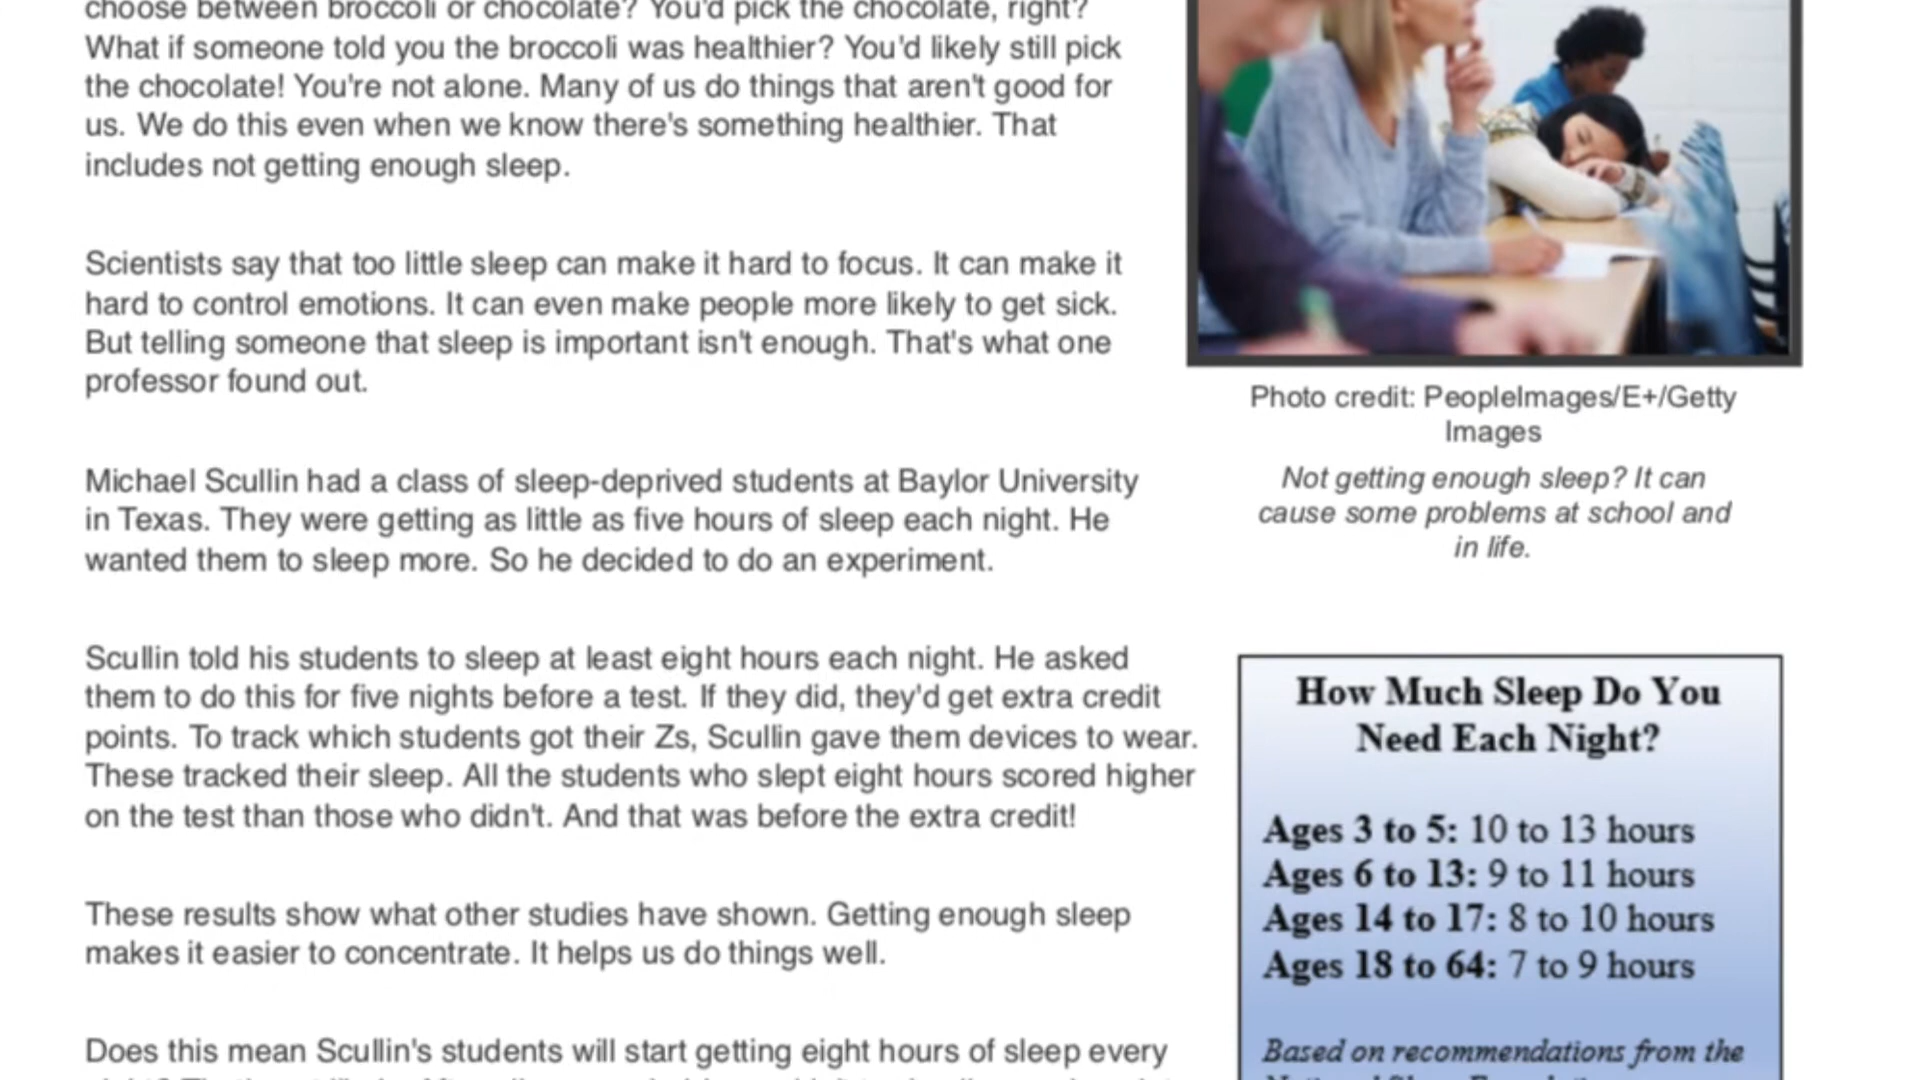 choose between broccoli or chocolate? You'd pick the chocolate, right?
What if someone told you the broccoli was healthier? You'd likely still pick
the chocolate! You're not alone. Many of us do things that aren't good for
us. We do this even when we know there's something healthier. That
includes not getting enough sleep.
Scientists say that too little sleep can make it hard to focus. It can make it
hard to control emotions. It can even make people more likely to get sick.
But telling someone that sleep is important isn't enough. That's what one
professor found out.
Michael Scullin had a class of sleep-deprived students at Baylor University
in Texas. They were getting as little as five hours of sleep each night. He
wanted them to sleep more. So he decided to do an experiment.
Scullin told his students to sleep at least eight hours each night. He asked
them to do this for five nights before a test. If they did, they'd get extra credit
points. To track which students got their Zs, Scullin gave them devices to wear.
These tracked their sleep. All the students who slept eight hours scored higher
on the test than those who didn't. And that was before the extra credit!
These results show what other studies have shown. Getting enough sleep
makes it easier to concentrate. It helps us do things well.
Does this mean Scullin's students will start getting eight hours of sleep every
Photo credit: PeopleImages/E+/Getty
Images
Not getting enough sleep? It can
cause some problems at school and
in life.
How Much Sleep Do You
Need Each Night?
Ages 3 to 5: 10 to 13 hours
Ages 6 to 13: 9 to 11 hours
Ages 14 to 17: 8 to 10 hours
Ages 18 to 64: 7 to 9 hours
Based on recommendations from the